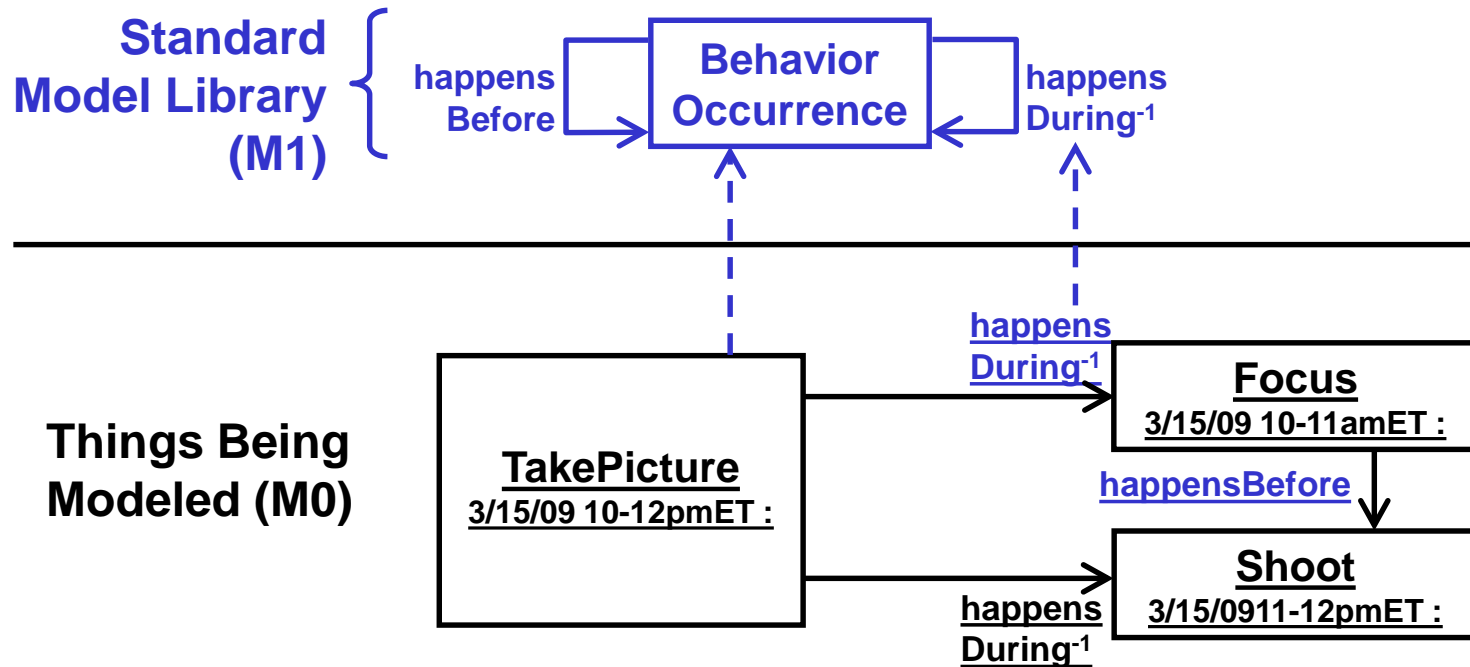 Standard
Model Library
(M1)
happens
Before
Behavior
Occurrence
happens
During-1
Things Being
Modeled (M0)
TakePicture
3/15/09 10-12pmET :
happens
During-1
Focus
3/15/09 10-11amET :
happensBefore
Shoot
3/15/0911-12pmET :
happens
During-1